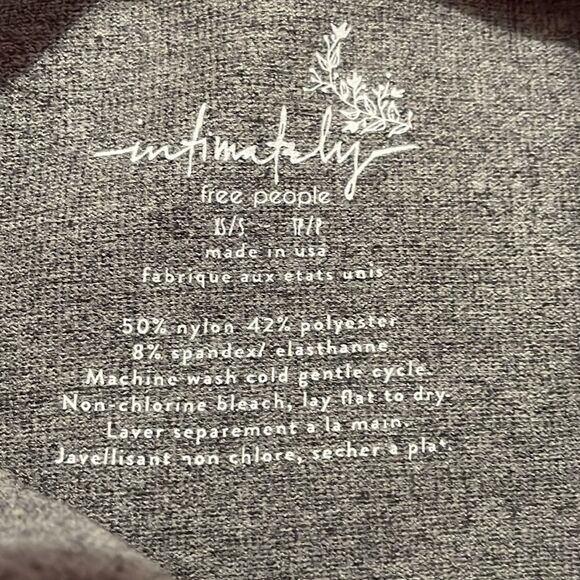 intimately
free people
XS/S - TP/P
made in usa
fabrique aux etats unis
50% nylon 42% polyester
8% spandex/ elasthanne
Machine wash cold gentle cycle.
Non-chlorine bleach, lay flat to dry.
Laver separement a la main.
Javellisant non chlore, secher a plat.